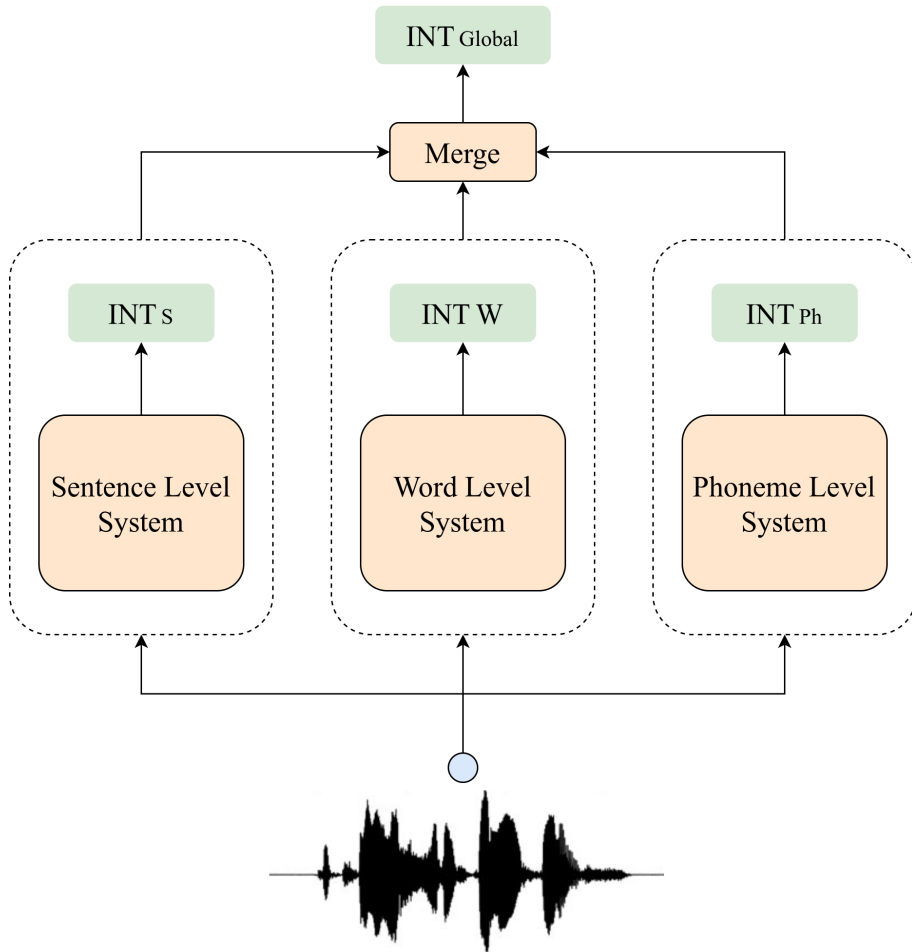 INT Global
Merge
INT S
INT W
INT Ph
Sentence Level
System
Word Level
System
Phoneme Level
System